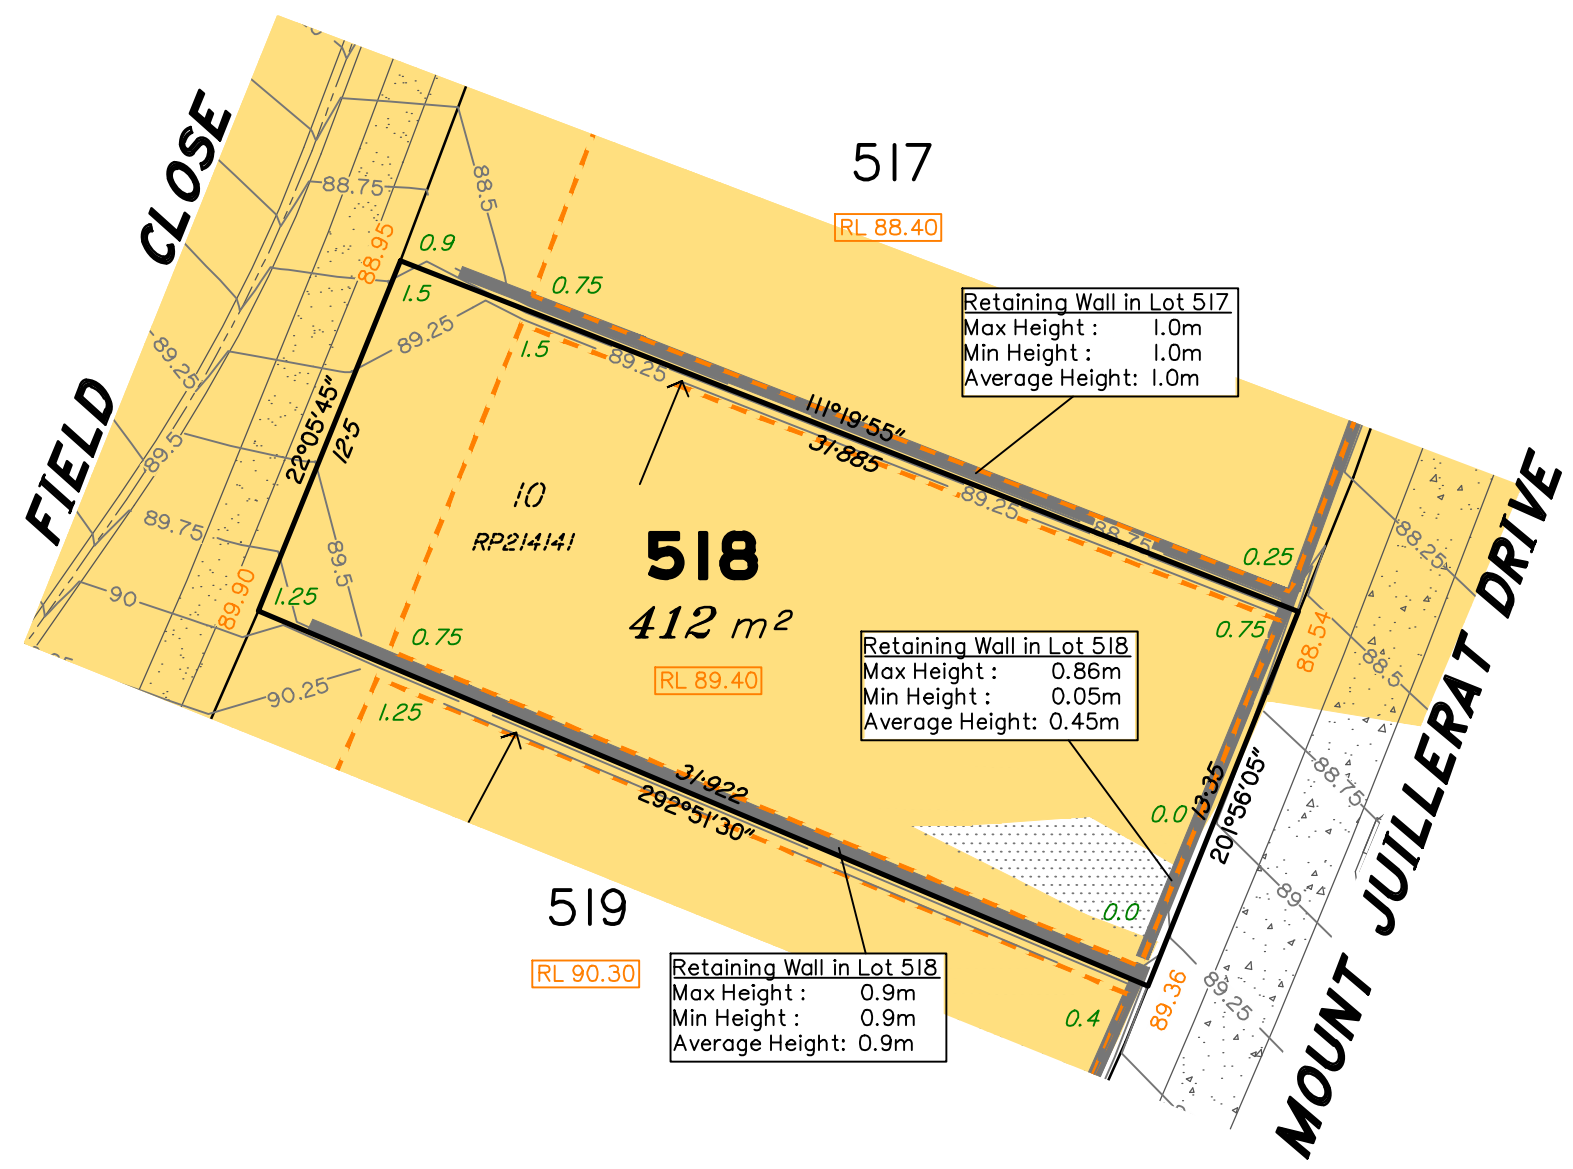 FIELD CLOSE
MOUNT JUILLERAT DRIVE
517
RL 88.40
Retaining Wall in Lot 517
Max Height : 1.0m
Min Height : 1.0m
Average Height: 1.0m
88.75
88.5
88.95
0.9
1.5
0.75
1.5
89.25
89.25
89.25
89.5
89.75
90
89.90
22°05'45"
12·5
111°19'55"
31·885
89.25
88.75
0.25
0.75
88.25
88.5
88.54
10
RP214141
518
412 m²
RL 89.40
89.5
1.25
0.75
1.25
90.25
Retaining Wall in Lot 518
Max Height : 0.86m
Min Height : 0.05m
Average Height: 0.45m
31·922
292°51'30"
13·35
201°56'05"
0.0
0.0
88.75
89
89.25
89.36
0.4
519
RL 90.30
Retaining Wall in Lot 518
Max Height : 0.9m
Min Height : 0.9m
Average Height: 0.9m